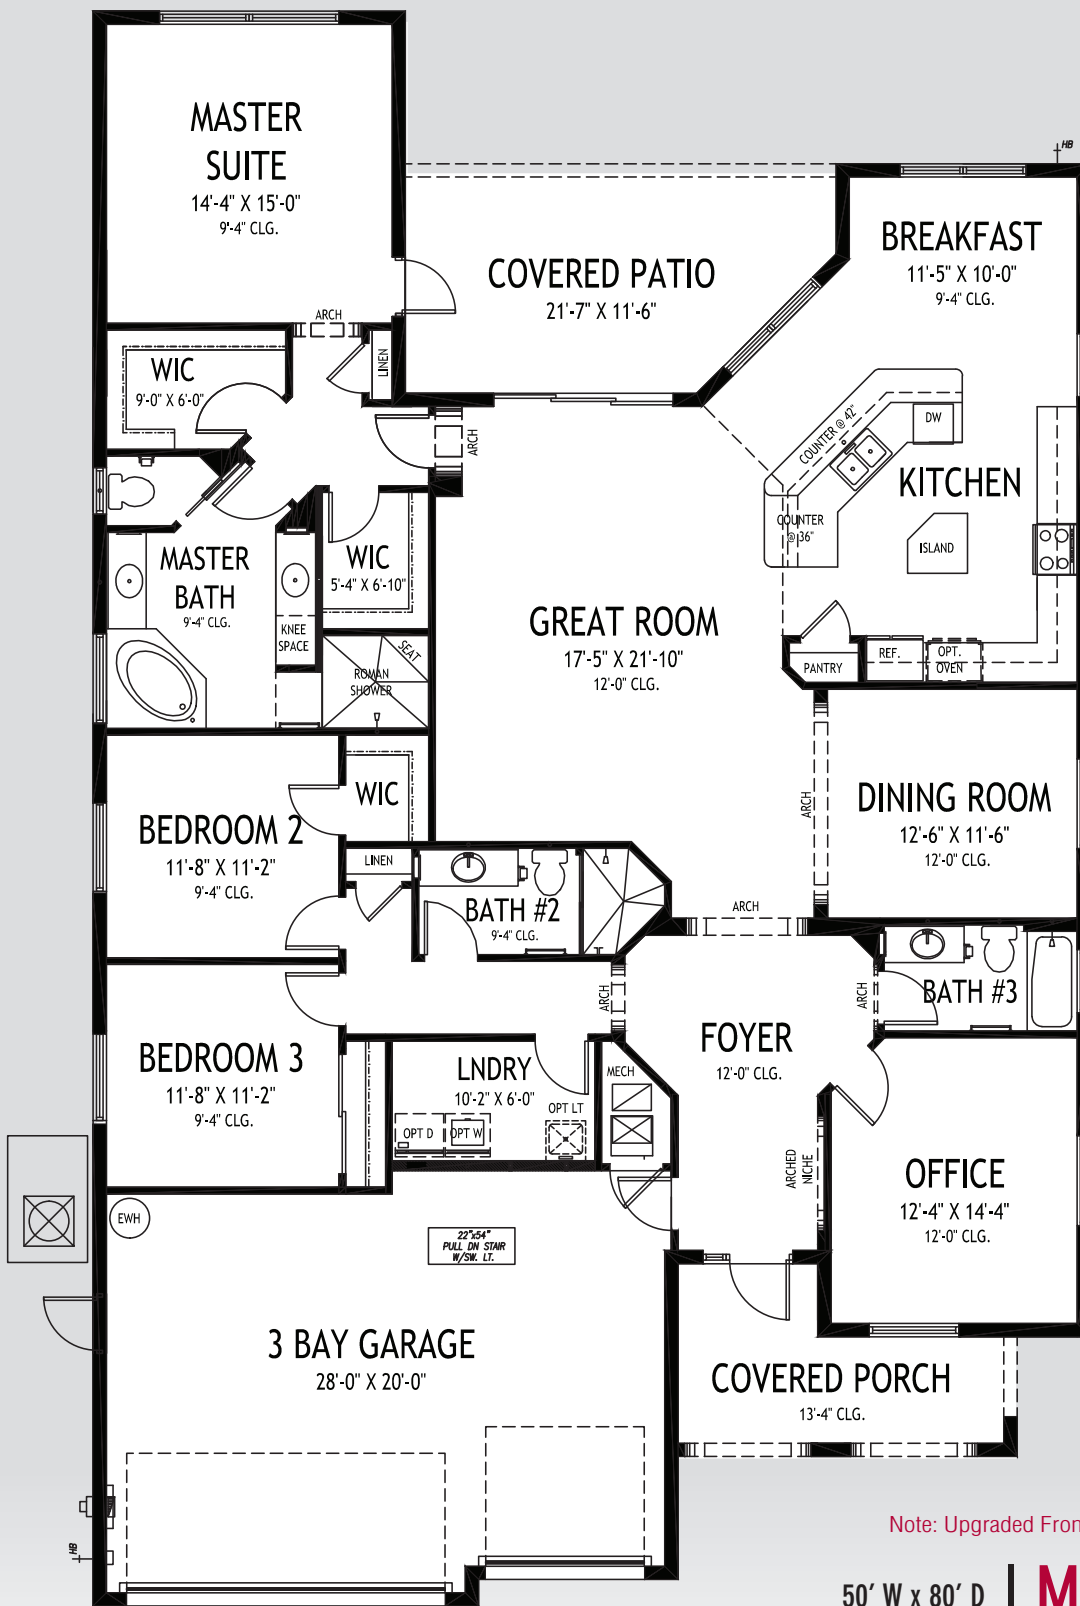 MASTER
SUITE
14'-4" X 15'-0"
9'-4" CLG.
HB
BREAKFAST
11'-5" X 10'-0"
9'-4" CLG.
COVERED PATIO
21'-7" X 11'-6"
ARCH
LINEN
WIC
9'-0" X 6'-0"
ARCH
COUNTER @ 42"
DW
KITCHEN
COUNTER
@ 36"
ISLAND
MASTER
BATH
9'-4" CLG.
WIC
5'-4" X 6'-10"
KNEE
SPACE
GREAT ROOM
17'-5" X 21'-10"
12'-0" CLG.
SEAT
ROMAN
SHOWER
PANTRY
REF.
OPT.
OVEN
WIC
ARCH
DINING ROOM
12'-6" X 11'-6"
12'-0" CLG.
BEDROOM 2
11'-8" X 11'-2"
9'-4" CLG.
LINEN
BATH #2
9'-4" CLG.
ARCH
ARCH
ARCH
BATH #3
BEDROOM 3
11'-8" X 11'-2"
9'-4" CLG.
LNDRY
10'-2" X 6'-0"
OPT LT
OPT D
OPT W
MECH
FOYER
12'-0" CLG.
ARCHED
NICHE
OFFICE
12'-4" X 14'-4"
12'-0" CLG.
EWH
22"x54"
PULL DN STAIR
W/SW. LT.
3 BAY GARAGE
28'-0" X 20'-0"
COVERED PORCH
13'-4" CLG.
HB
Note: Upgraded Fron
50' W x 80' D
M